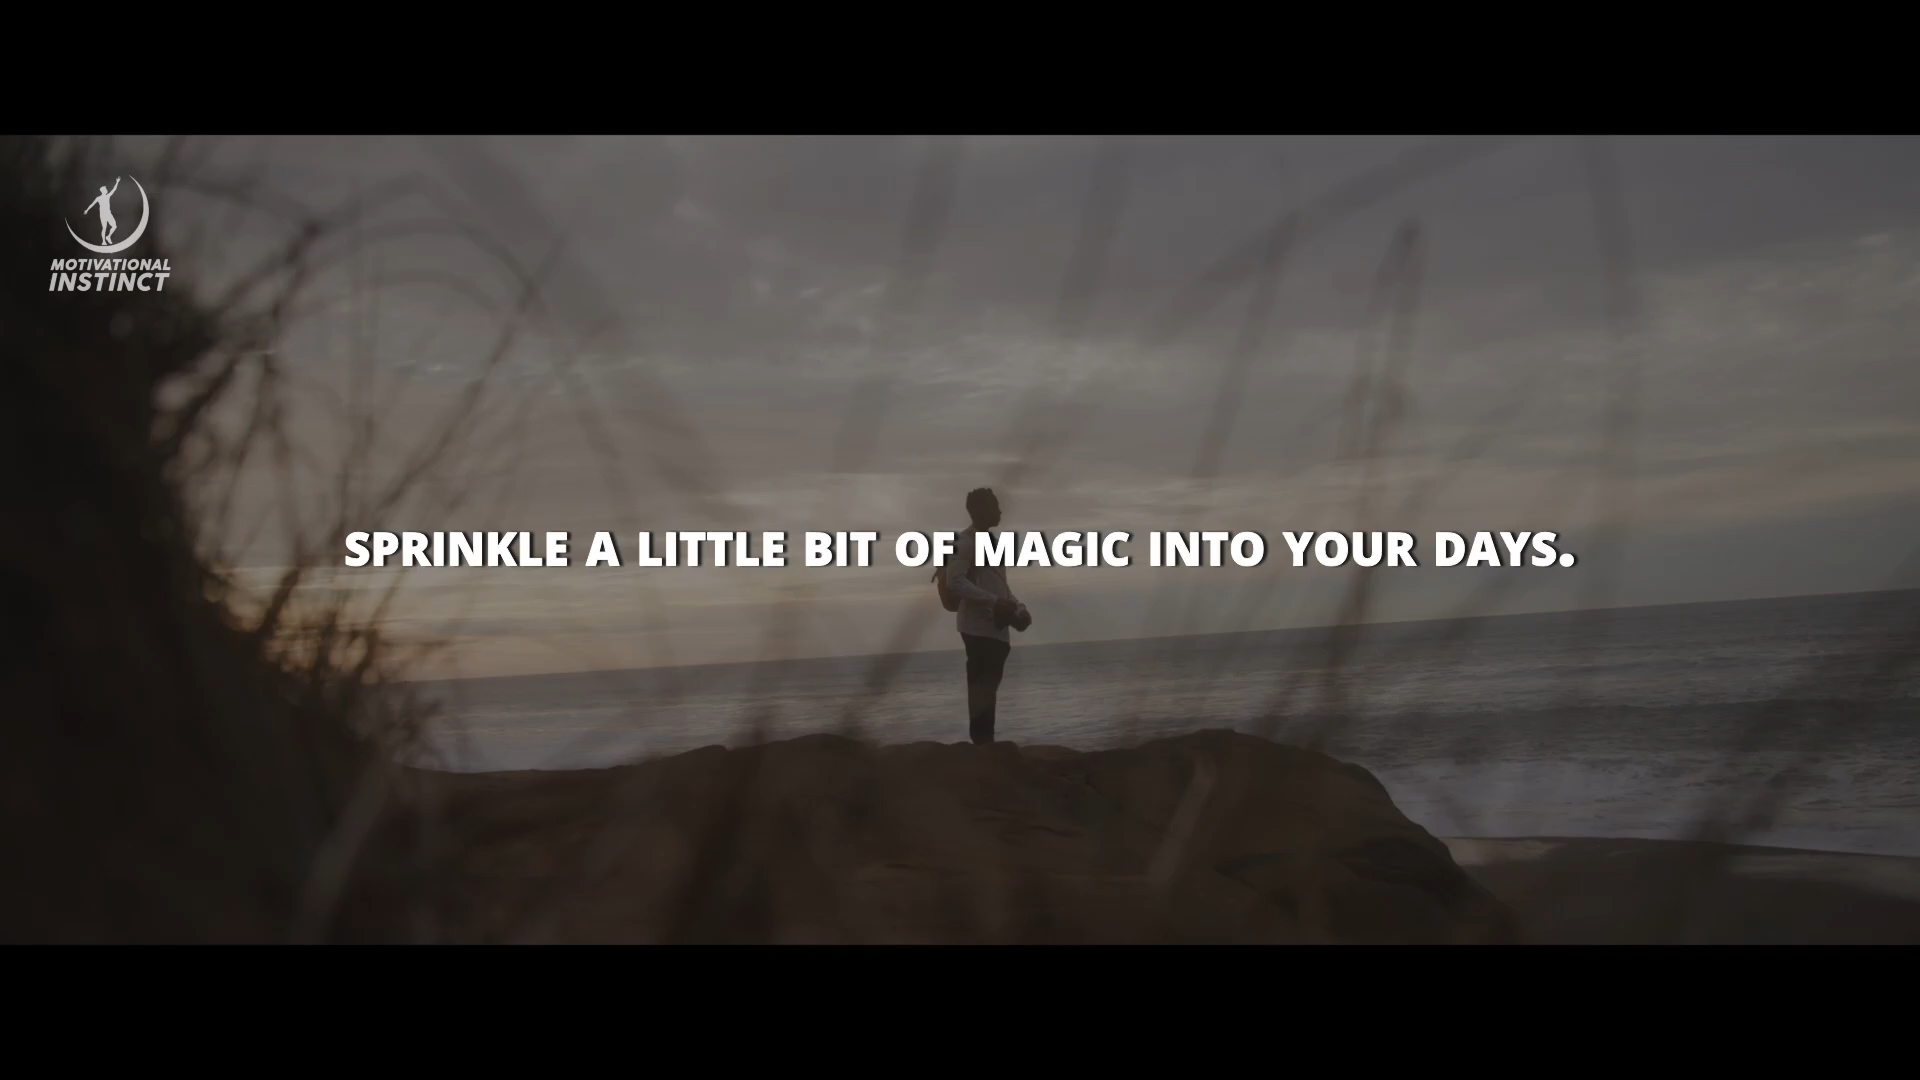 MOTIVATIONAL
INSTINCT
SPRINKLE A LITTLE BIT OF MAGIC INTO YOUR DAYS.